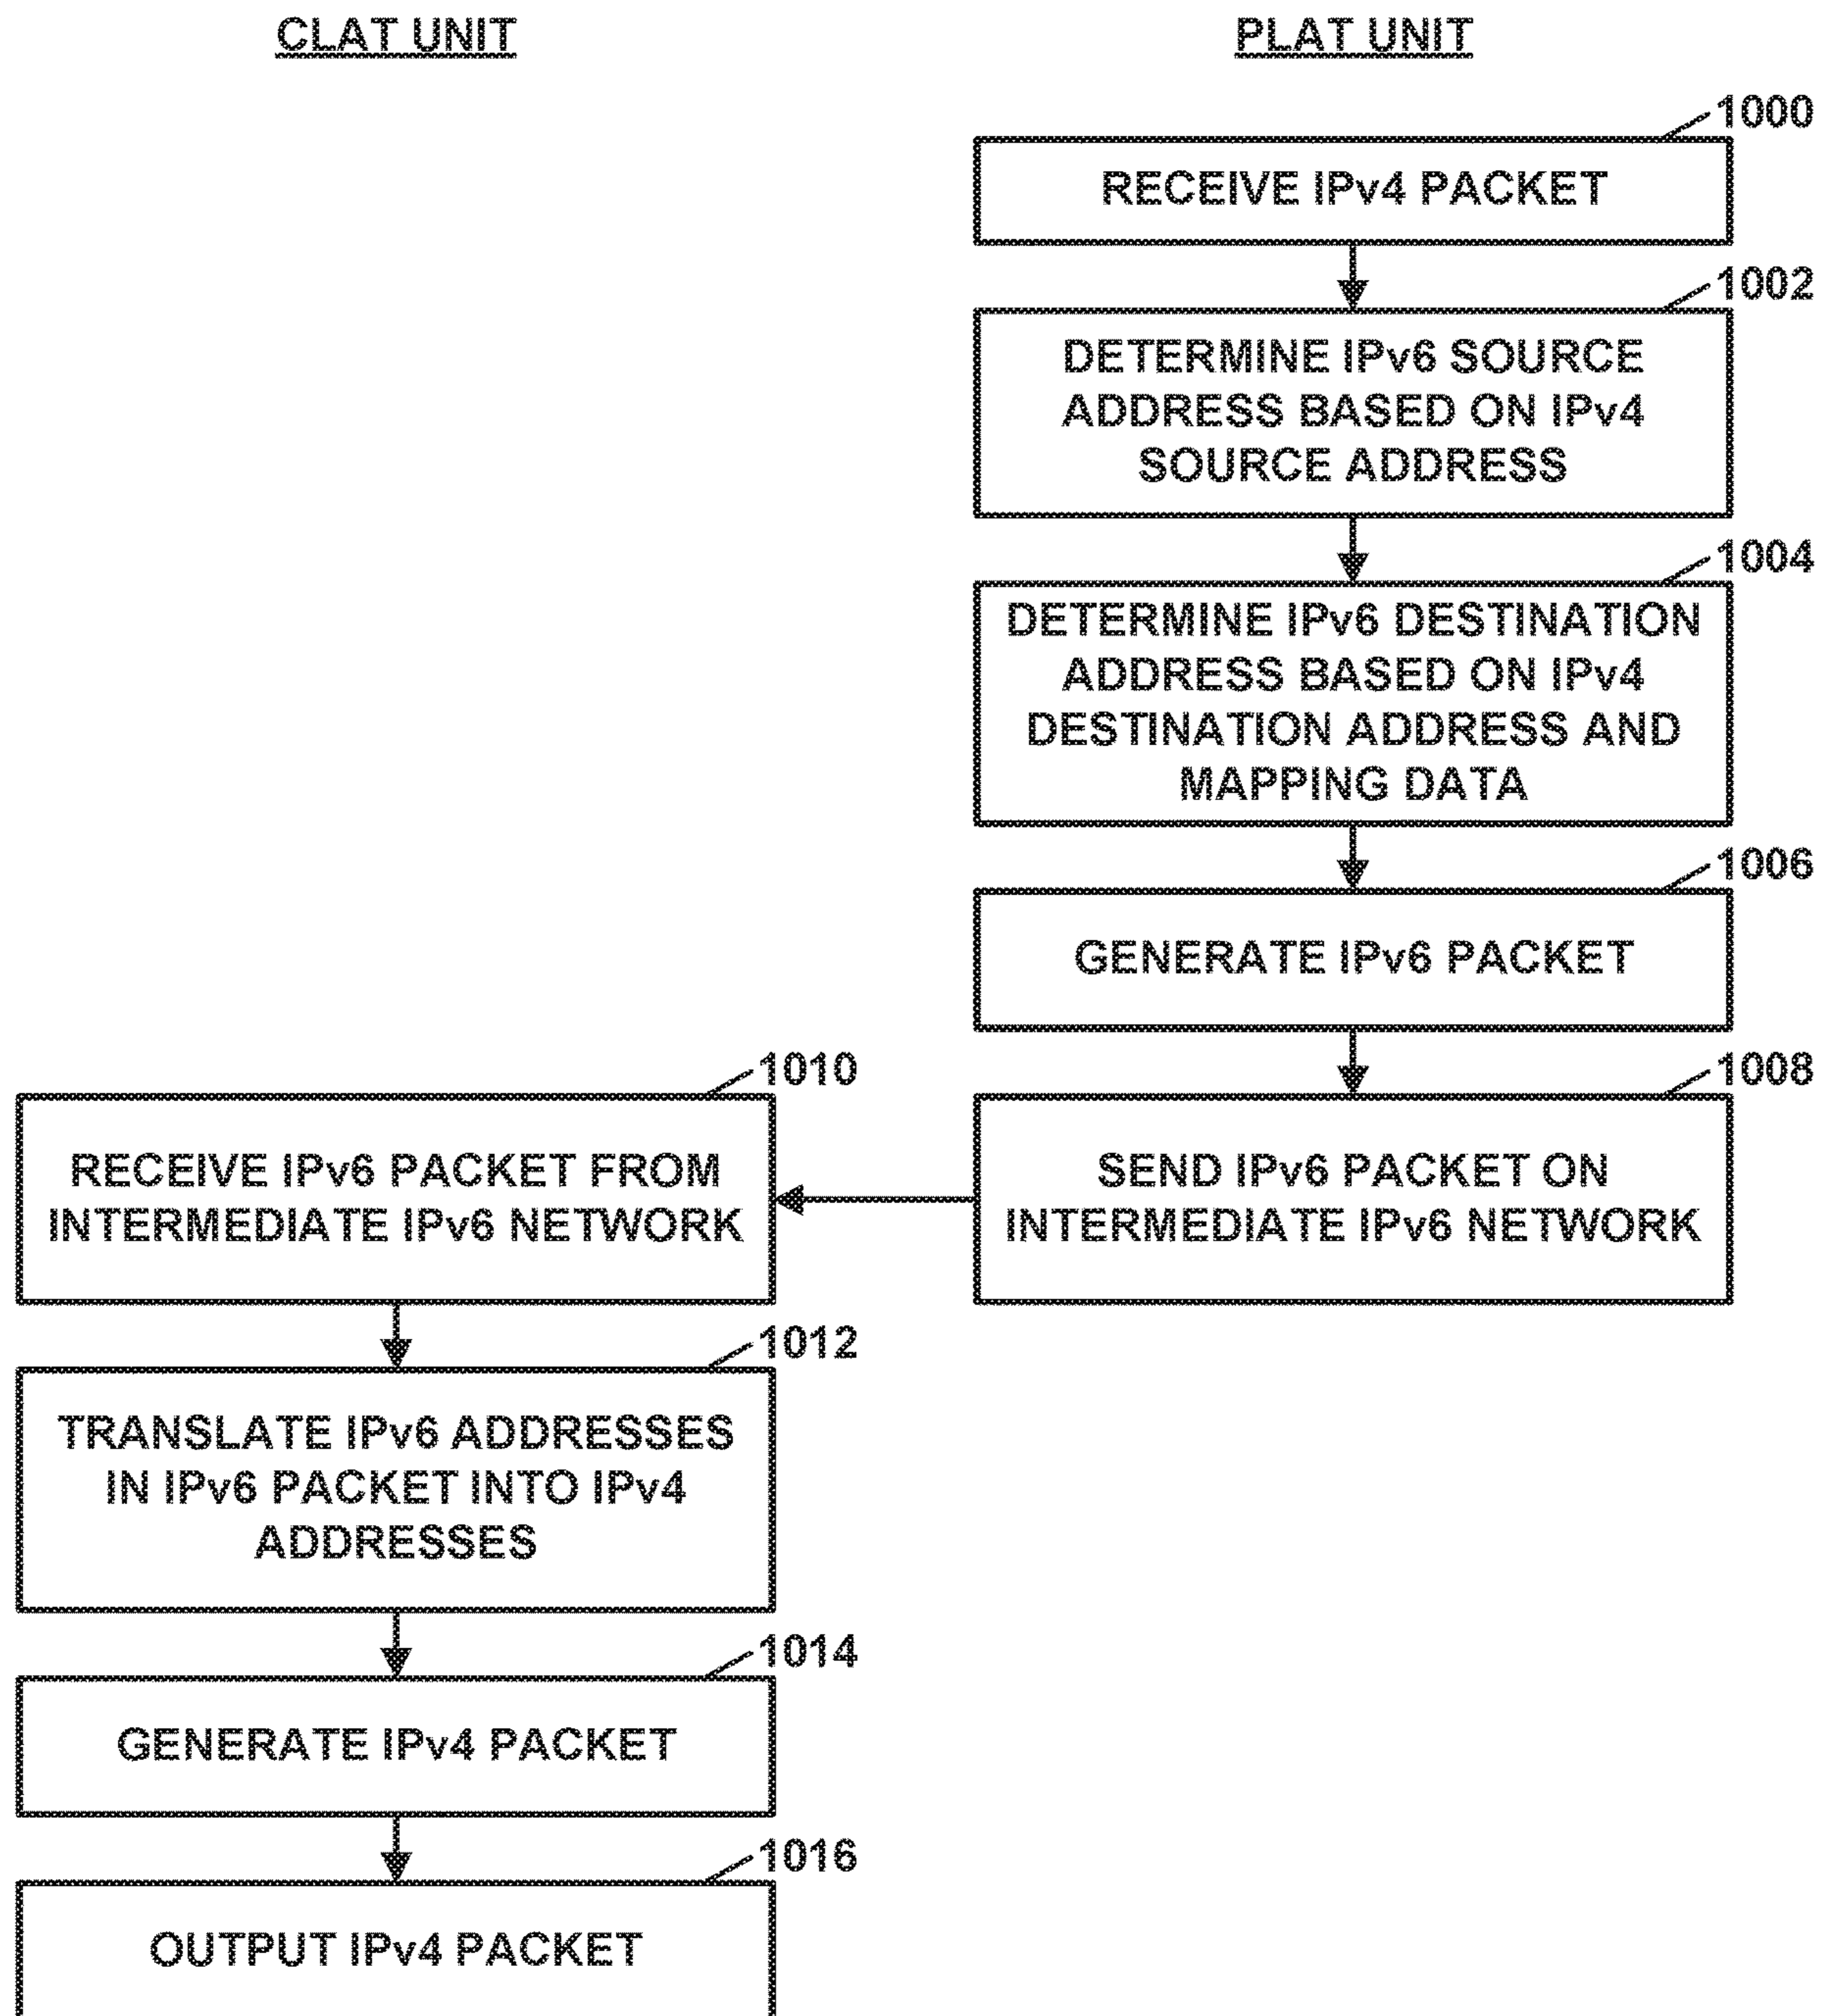 CLAT UNIT
PLAT UNIT
1000
RECEIVE IPv4 PACKET
1002
DETERMINE IPv6 SOURCE
ADDRESS BASED ON IPv4
SOURCE ADDRESS
1004
DETERMINE IPv6 DESTINATION
ADDRESS BASED ON IPv4
DESTINATION ADDRESS AND
MAPPING DATA
1006
GENERATE IPv6 PACKET
1008
SEND IPv6 PACKET ON
INTERMEDIATE IPv6 NETWORK
1010
RECEIVE IPv6 PACKET FROM
INTERMEDIATE IPv6 NETWORK
1012
TRANSLATE IPv6 ADDRESSES
IN IPv6 PACKET INTO IPv4
ADDRESSES
1014
GENERATE IPv4 PACKET
1016
OUTPUT IPv4 PACKET